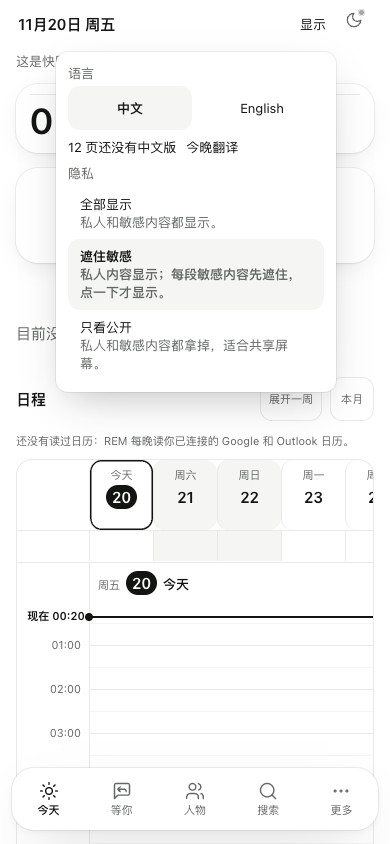 11月20日 周五
显示
这是快
语言
中文
English
12 页还没有中文版 今晚翻译
隐私
全部显示
私人和敏感内容都显示。
遮住敏感
私人内容显示；每段敏感内容先遮住，
点一下才显示。
只看公开
私人和敏感内容都拿掉，适合共享屏
幕。
0
目前没
日程
展开一周
本月
还没有读过日历：REM 每晚读你已连接的 Google 和 Outlook 日历。
今天
周六
周日
周一
20
21
22
23
2
周五 20 今天
现在 00:20
01:00
02:00
03:00
今天
等你
人物
搜索
更多